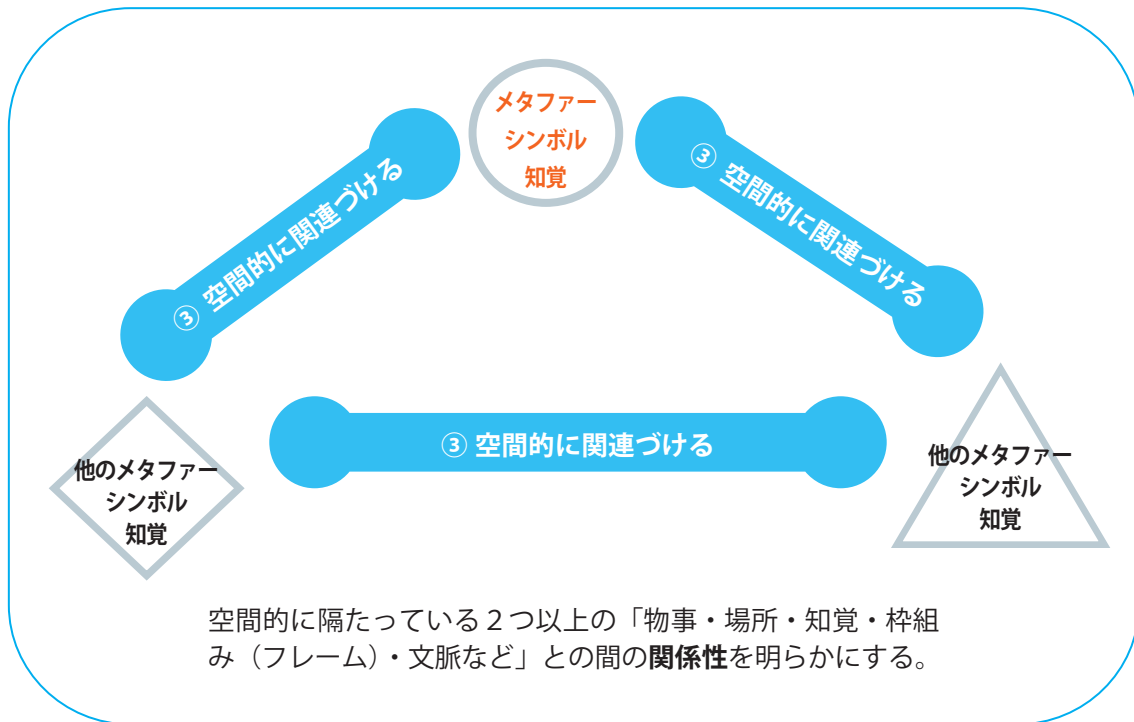 メタファー
シンボル
知覚
③ 空間的に関連づける
③ 空間的に関連づける
③ 空間的に関連づける
他のメタファー
シンボル
知覚
他のメタファー
シンボル
知覚
空間的に隔たっている２つ以上の「物事・場所・知覚・枠組
み（フレーム）・文脈など」との間の関係性を明らかにする。